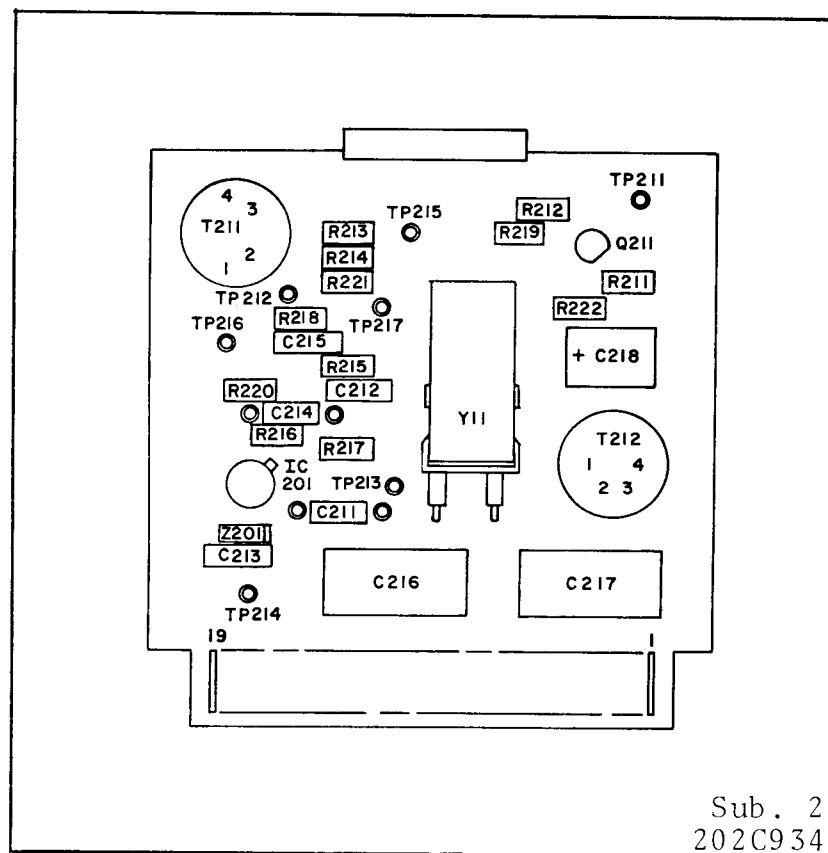 TP211
4
3
T211
2
1
TP215
R212
R219
Q211
R213
R214
R221
R211
TP212
R222
R218
TP217
TP216
C215
+ C218
R215
R220
C212
C214
Y11
R216
T212
R217
1 4
2 3
IC
201
TP213
C211
Z201
C213
C216
C217
TP214
19
1
Sub. 2
202C934